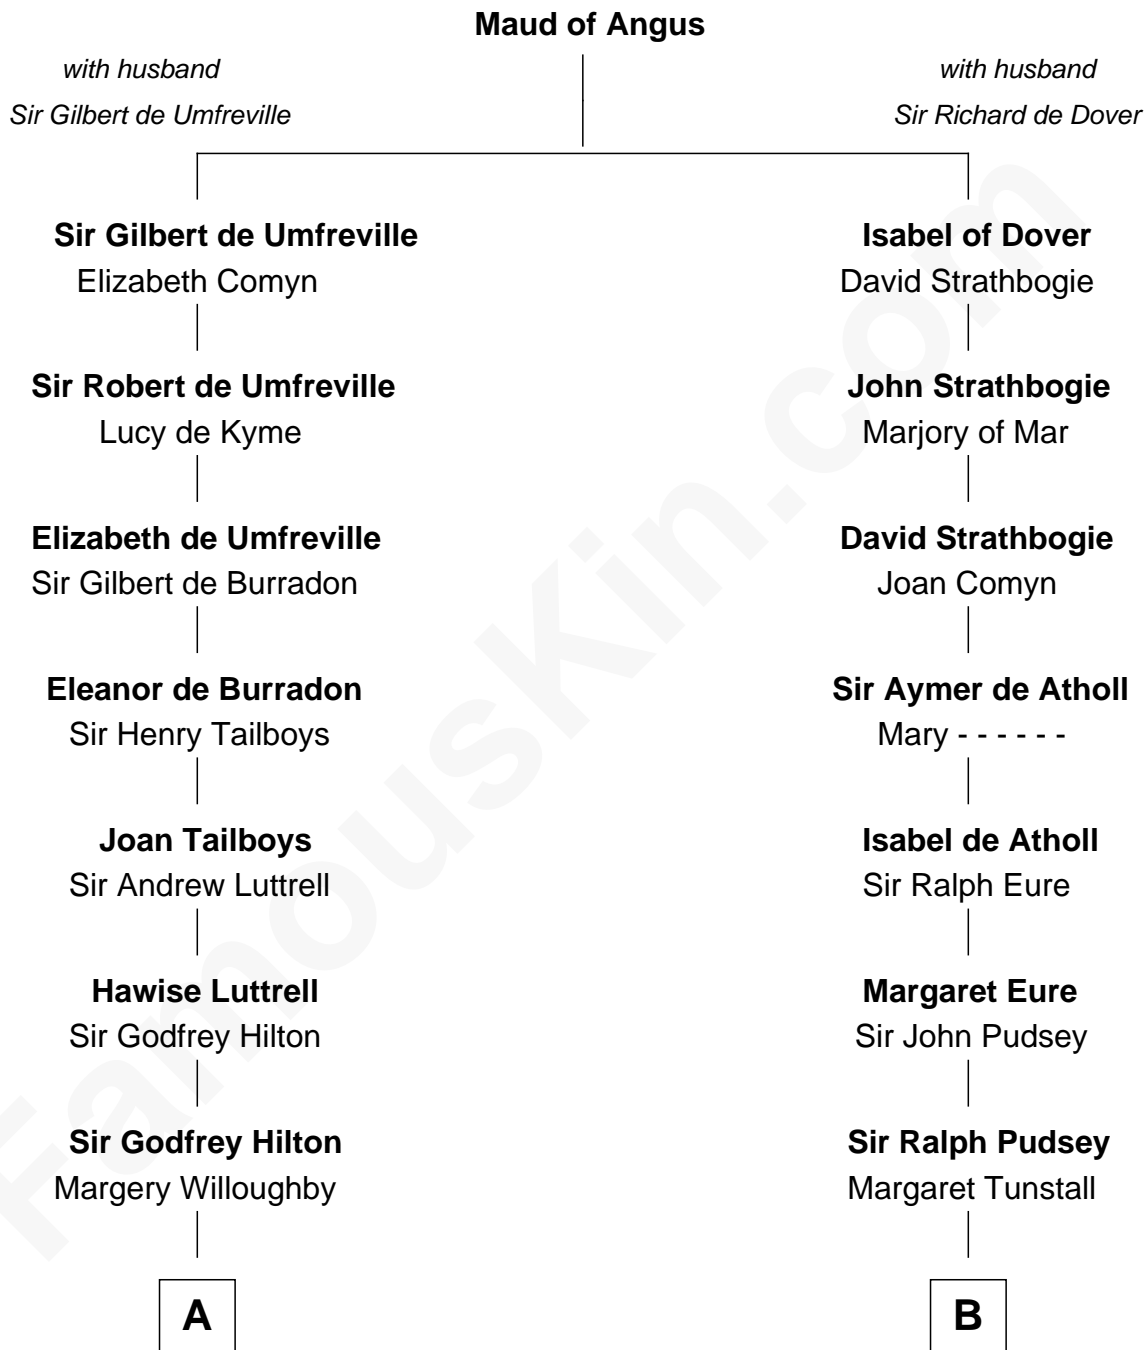 Maud of Angus
with husband
Sir Gilbert de Umfreville
with husband
Sir Richard de Dover
Sir Gilbert de Umfreville
Elizabeth Comyn
Isabel of Dover
David Strathbogie
Sir Robert de Umfreville
Lucy de Kyme
John Strathbogie
Marjory of Mar
Elizabeth de Umfreville
Sir Gilbert de Burradon
David Strathbogie
Joan Comyn
Eleanor de Burradon
Sir Henry Tailboys
Sir Aymer de Atholl
Mary - - - - - -
Joan Tailboys
Sir Andrew Luttrell
Isabel de Atholl
Sir Ralph Eure
Hawise Luttrell
Sir Godfrey Hilton
Margaret Eure
Sir John Pudsey
Sir Godfrey Hilton
Margery Willoughby
Sir Ralph Pudsey
Margaret Tunstall
A
B
FamousKin.com